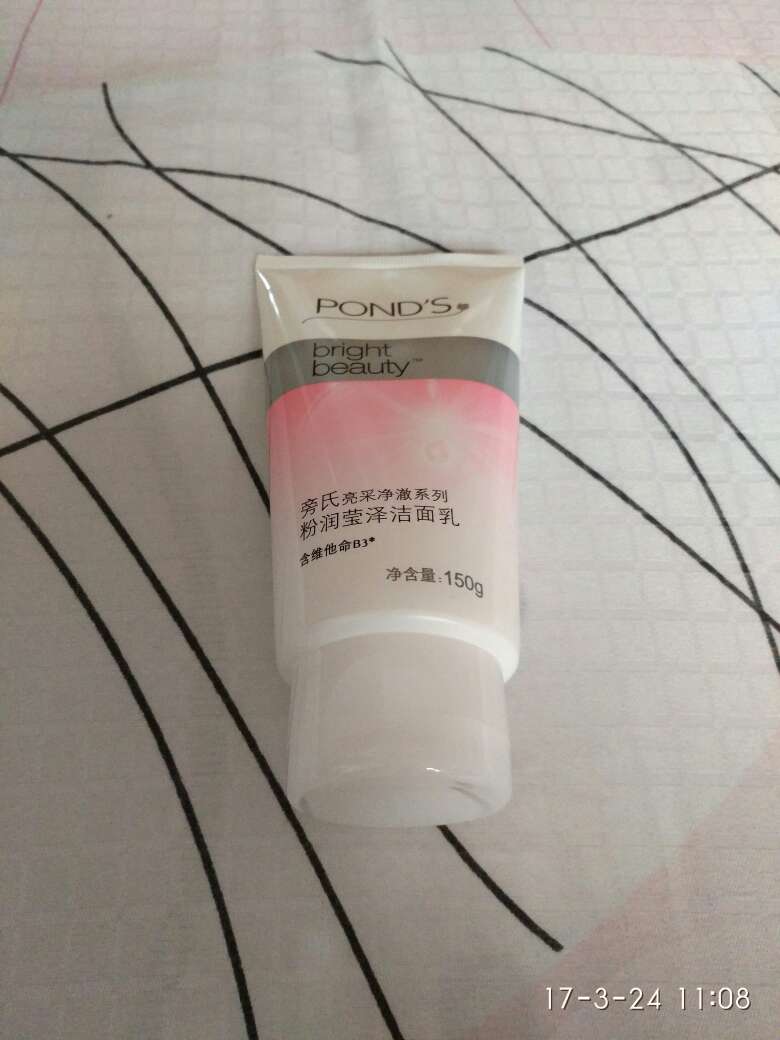 POND'S
bright
beauty™
旁氏亮采净澈系列
粉润莹泽洁面乳
含维他命B3*
净含量:150g
17-3-24 11:08